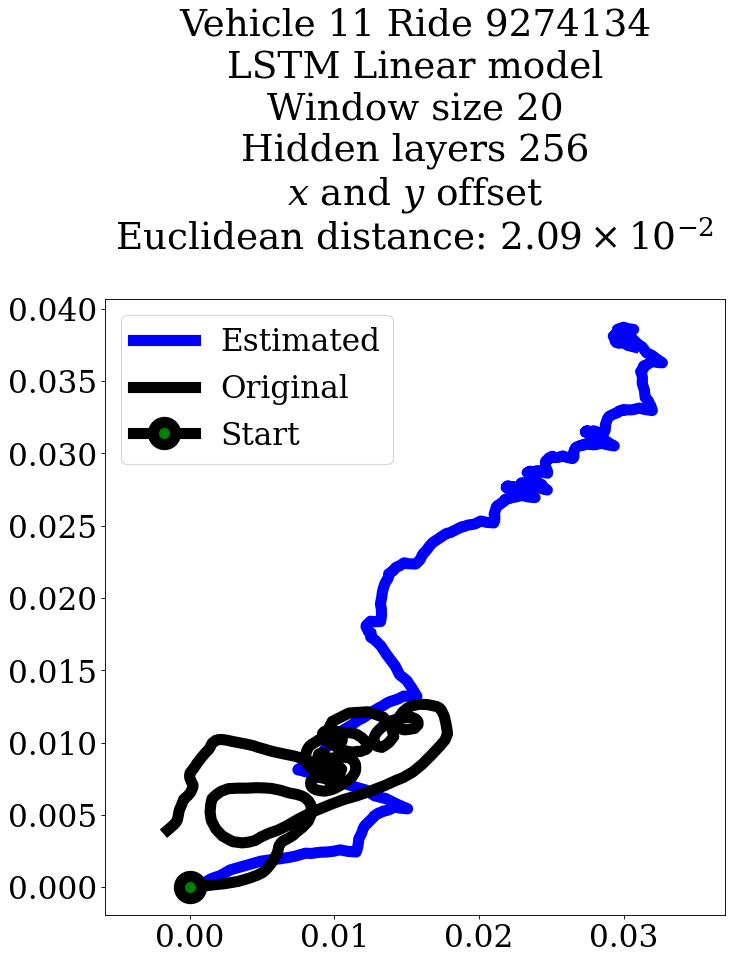 Vehicle 11 Ride 9274134
LSTM Linear model
Window size 20
Hidden layers 256
x and y offset
Euclidean distance: 2.09 × 10⁻²
Estimated
Original
Start
0.040
0.035
0.030
0.025
0.020
0.015
0.010
0.005
0.000
0.00 0.01 0.02 0.03